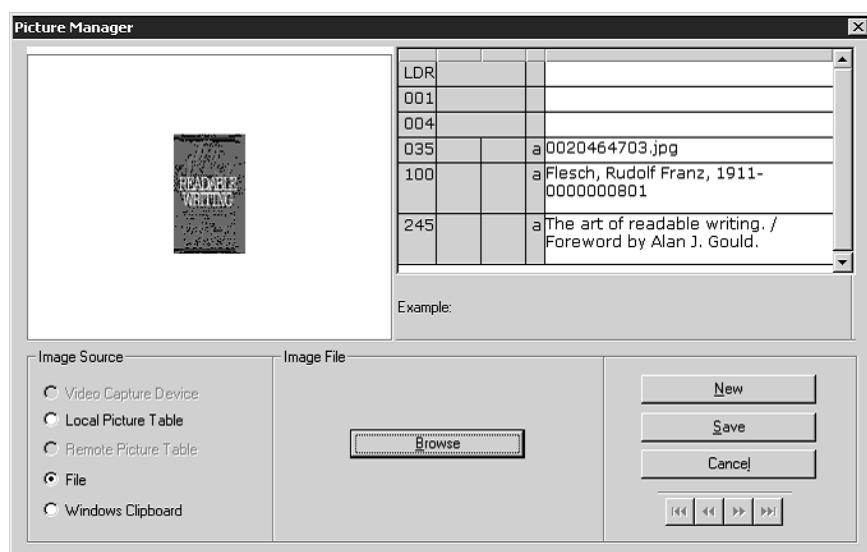 Picture Manager
READABLE
WRITING
LDR
001
004
035 a 0020464703.jpg
100 a Flesch, Rudolf Franz, 1911-
0000000801
245 a The art of readable writing. /
Foreword by Alan J. Gould.
Example:
Image Source
Video Capture Device
Local Picture Table
Remote Picture Table
File
Windows Clipboard
Image File
Browse
New
Save
Cancel